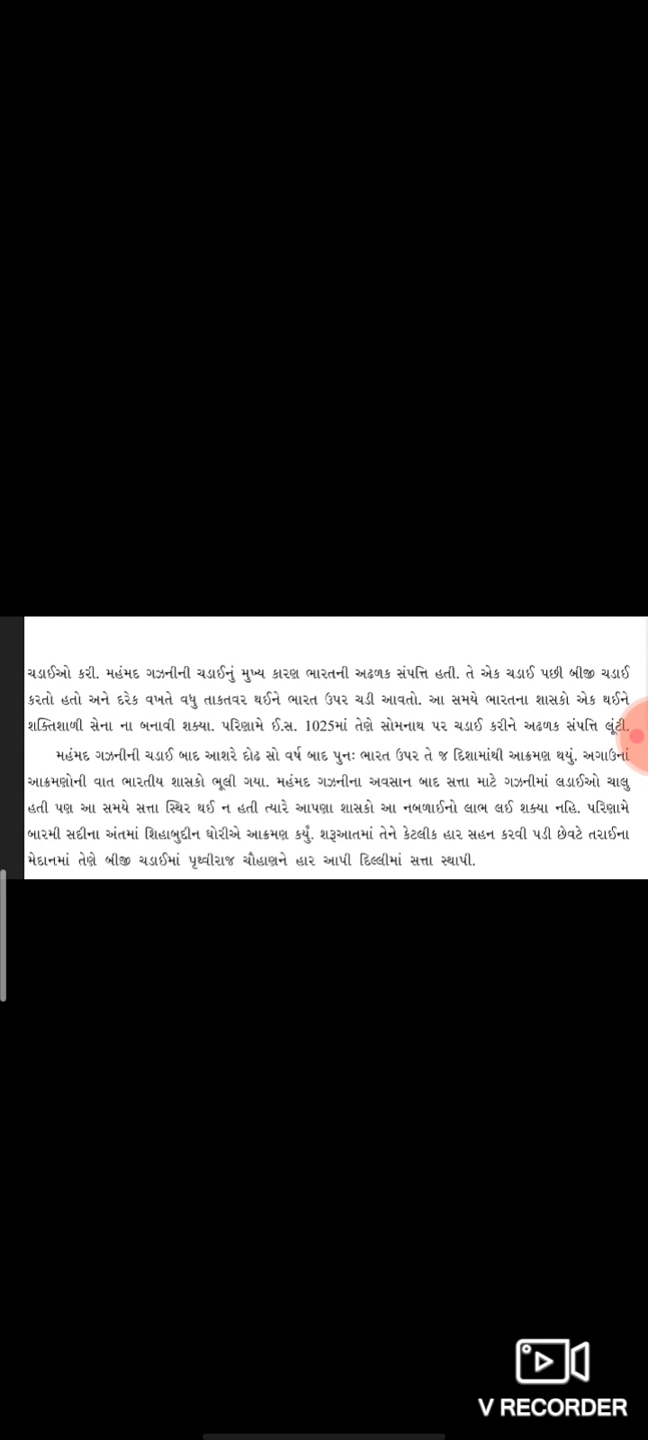 ચડાઈઓ કરી. મહંમદ ગઝનીની ચડાઈનું મુખ્ય કારણ ભારતની અઢળક સંપત્તિ હતી. તે એક ચડાઈ પછી બીજી ચડાઈ
કરતો હતો અને દરેક વખતે વધુ તાકતવર થઈને ભારત ઉપર ચડી આવતો. આ સમયે ભારતના શાસકો એક થઈને
શક્તિશાળી સેના ના બનાવી શક્યા. પરિણામે ઈ.સ. 1025માં તેણે સોમનાથ પર ચડાઈ કરીને અઢળક સંપત્તિ લૂંટી.
મહંમદ ગઝનીની ચડાઈ બાદ આશરે દોઢ સો વર્ષ બાદ પુનઃ ભારત ઉપર તે જ દિશામાંથી આક્રમણ થયું. અગાઉનાં
આક્રમણોની વાત ભારતીય શાસકો ભૂલી ગયા. મહંમદ ગઝનીના અવસાન બાદ સત્તા માટે ગઝનીમાં લડાઈઓ ચાલુ
હતી પણ આ સમયે સત્તા સ્થિર થઈ ન હતી ત્યારે આપણા શાસકો આ નબળાઈનો લાભ લઈ શક્યા નહિ. પરિણામે
બારમી સદીના અંતમાં શિહાબુદીન ઘોરીએ આક્રમણ કર્યું. શરૂઆતમાં તેને કેટલીક હાર સહન કરવી પડી છેવટે તરાઈના
મેદાનમાં તેણે બીજી ચડાઈમાં પૃથ્વીરાજ ચૌહાણને હાર આપી દિલ્લીમાં સત્તા સ્થાપી.
V RECORDER